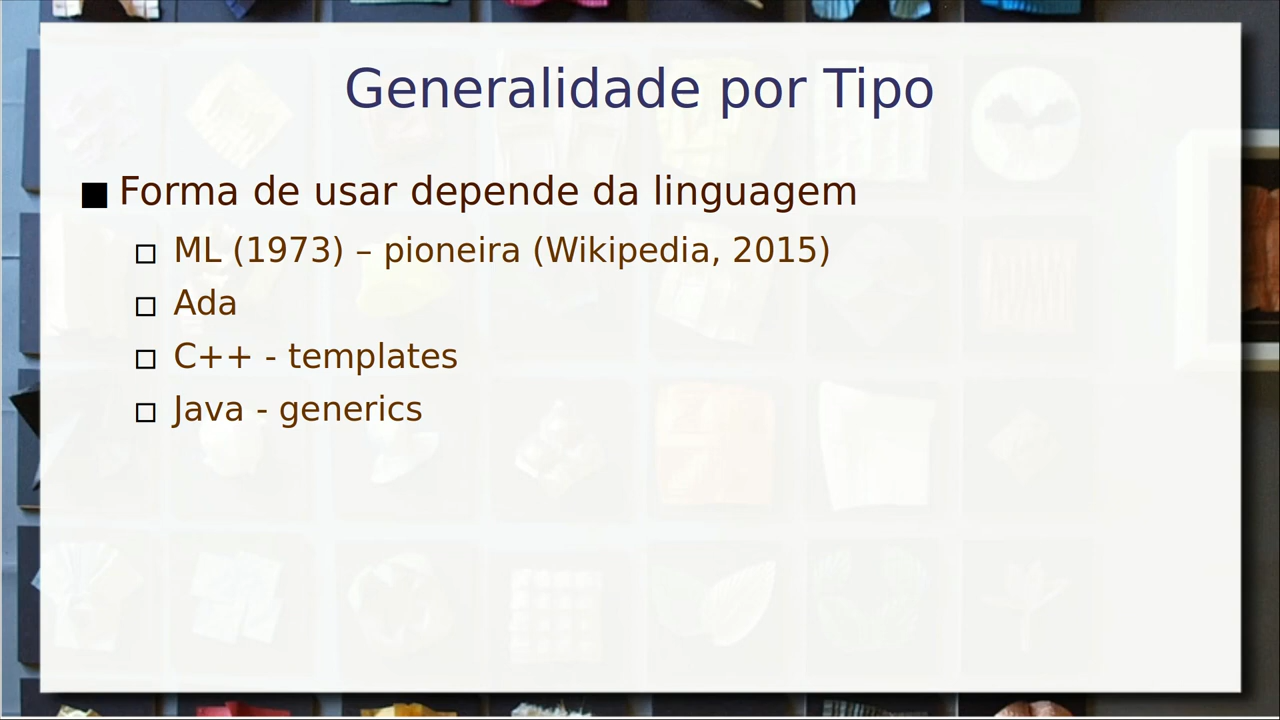 Generalidade por Tipo
Forma de usar depende da linguagem
ML (1973) – pioneira (Wikipedia, 2015)
Ada
C++ - templates
Java - generics